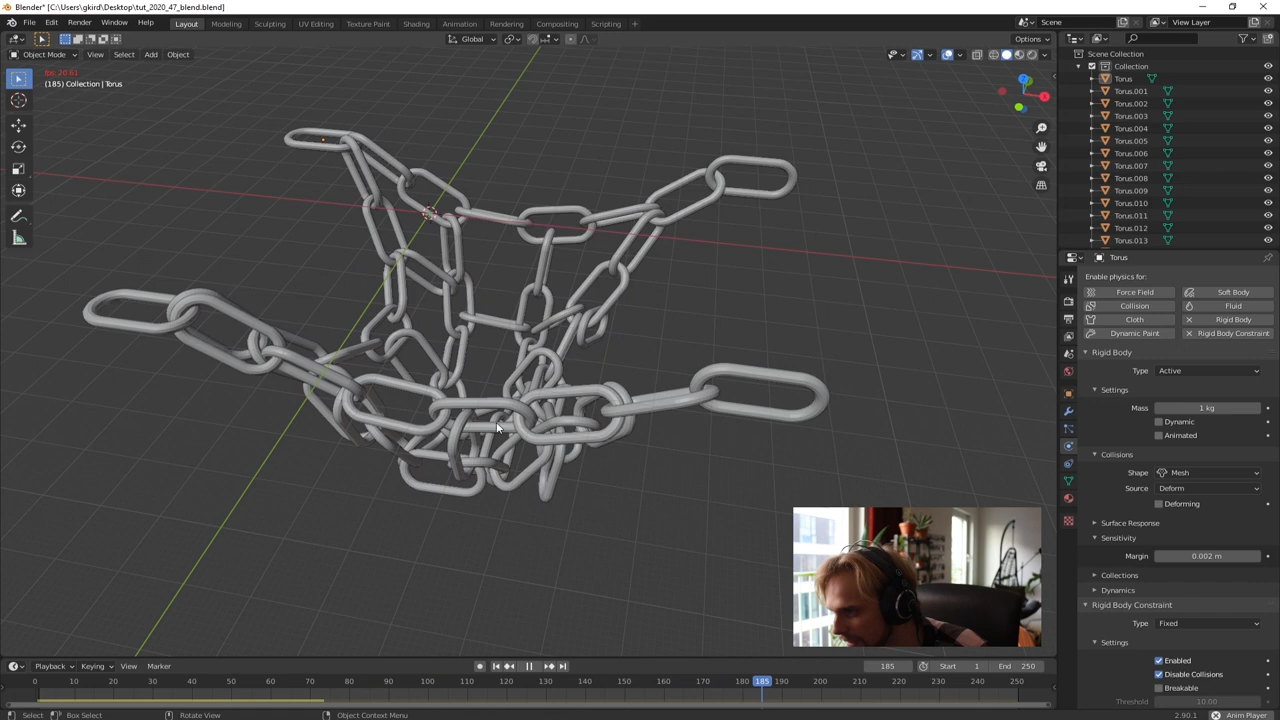 Blender* [C:\Users\gkird\Desktop\tut_2020_47_blend.blend]
File Edit Render Window Help Layout Modeling Sculpting UV Editing Texture Paint Shading Animation Rendering Compositing Scripting + Scene View Layer
Global Options
Object Mode View Select Add Object
fps: 20.61
(185) Collection | Torus
Scene Collection
Collection
Torus
Torus.001
Torus.002
Torus.003
Torus.004
Torus.005
Torus.006
Torus.007
Torus.008
Torus.009
Torus.010
Torus.011
Torus.012
Torus.013
Torus
Enable physics for:
Force Field Soft Body
Collision Fluid
Cloth Rigid Body
Dynamic Paint Rigid Body Constraint
Rigid Body
Type Active
Settings
Mass 1 kg
Dynamic
Animated
Collisions
Shape Mesh
Source Deform
Deforming
Surface Response
Sensitivity
Margin 0.002 m
Collections
Dynamics
Rigid Body Constraint
Type Fixed
Settings
Enabled
Disable Collisions
Breakable
Threshold 10.00
Playback Keying View Marker 185 Start 1 End 250
0 10 20 30 40 50 60 70 80 90 100 110 120 130 140 150 160 170 185 190 200 210 220 230 240 250
Select Box Select Rotate View Object Context Menu 2.90.1 Anim Player